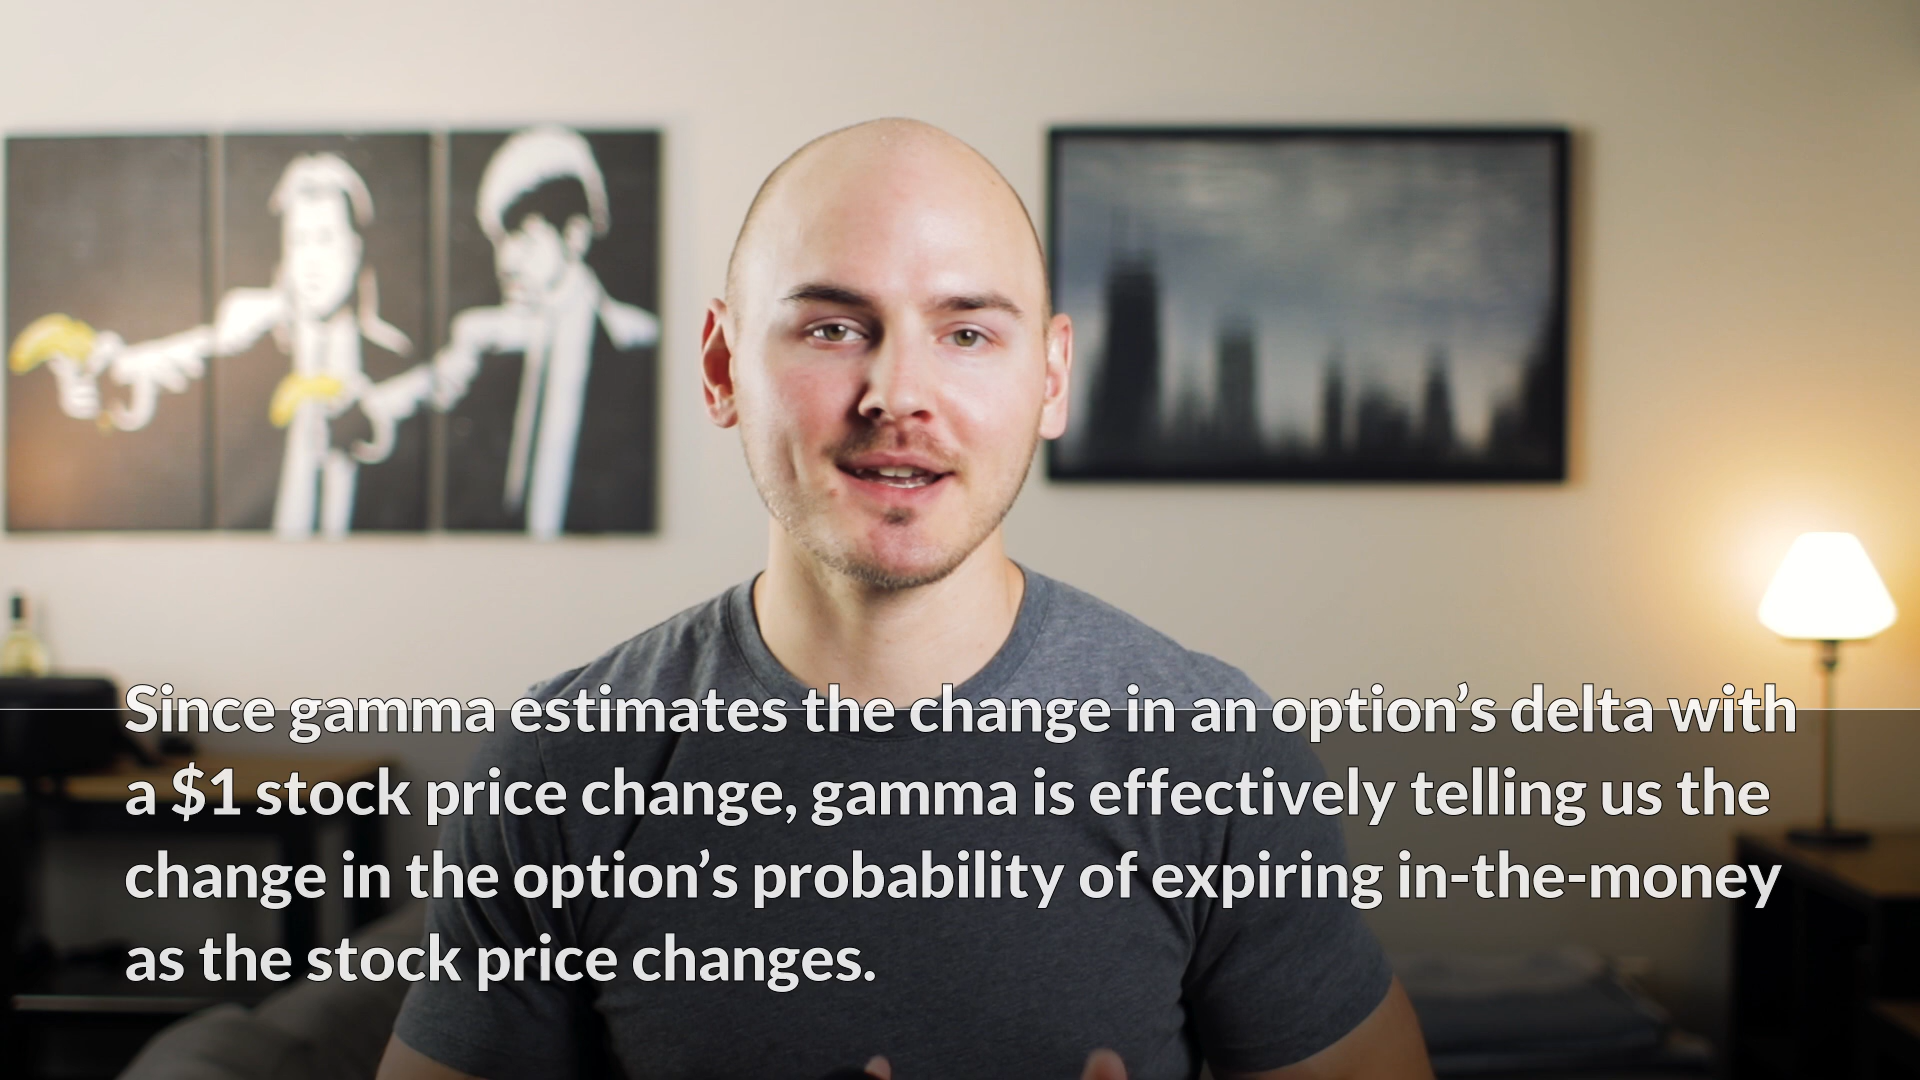 Since gamma estimates the change in an option’s delta with
a $1 stock price change, gamma is effectively telling us the
change in the option’s probability of expiring in-the-money
as the stock price changes.